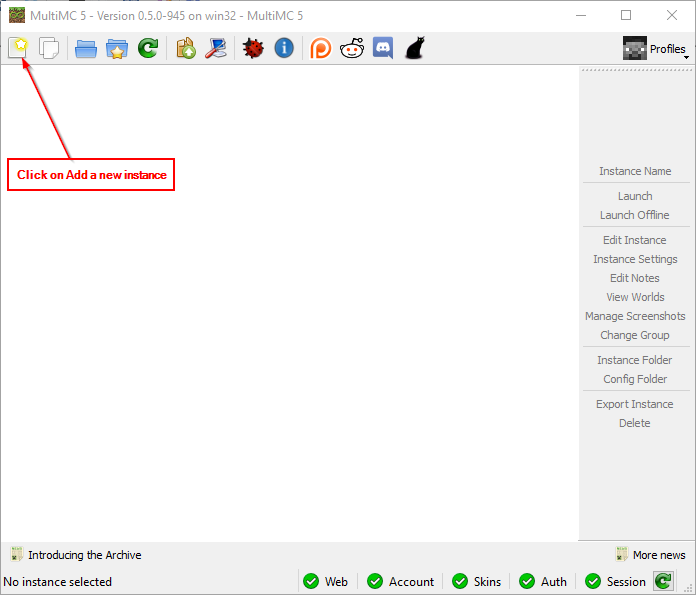 MultiMC 5 - Version 0.5.0-945 on win32 - MultiMC 5
Profiles
Click on Add a new instance
Instance Name
Launch
Launch Offline
Edit Instance
Instance Settings
Edit Notes
View Worlds
Manage Screenshots
Change Group
Instance Folder
Config Folder
Export Instance
Delete
Introducing the Archive
More news
No instance selected
Web
Account
Skins
Auth
Session